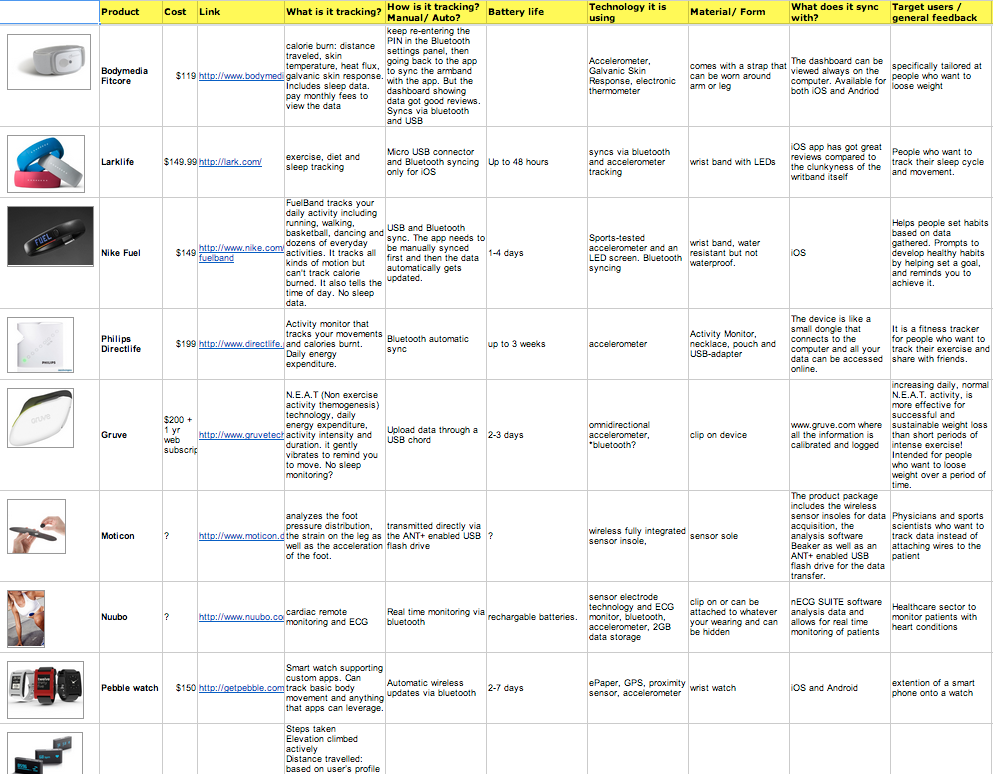 Product
Cost
Link
What is it tracking?
How is it tracking?
Manual/ Auto?
Battery life
Technology it is
using
Material/ Form
What does it sync
with?
Target users /
general feedback
Bodymedia
Fitcore
$119
http://www.bodymedi
calorie burn: distance
traveled, skin
temperature, heat flux,
galvanic skin response.
Includes sleep data.
pay monthly fees to
view the data
keep re-entering the
PIN in the Bluetooth
settings panel, then
going back to the app
to sync the armband
with the app. But the
dashboard showing
data got good reviews.
Syncs via bluetooth
and USB
Accelerometer,
Galvanic Skin
Response, electronic
thermometer
comes with a strap that
can be worn around
arm or leg
The dashboard can be
viewed always on the
computer. Available for
both iOS and Andriod
specifically tailored at
people who want to
loose weight
Larklife
$149.99
http://lark.com/
exercise, diet and
sleep tracking
Micro USB connector
and Bluetooth syncing
only for iOS
Up to 48 hours
syncs via bluetooth
and accelerometer
tracking
wrist band with LEDs
iOS app has got great
reviews compared to
the clunkyness of the
writband itself
People who want to
track their sleep cycle
and movement.
FUEL
Nike Fuel
$149
http://www.nike.com/
fuelband
FuelBand tracks your
daily activity including
running, walking,
basketball, dancing and
dozens of everyday
activities. It tracks all
kinds of motion but
can't track calorie
burned. It also tells the
time of day. No sleep
data.
USB and Bluetooth
sync. The app needs to
be manually synced
first and then the data
automatically gets
updated.
1-4 days
Sports-tested
accelerometer and an
LED screen. Bluetooth
syncing
wrist band, water
resistant but not
waterproof.
iOS
Helps people set habits
based on data
gathered. Prompts to
develop healthy habits
by helping set a goal,
and reminds you to
achieve it.
PHILIPS
Philips
Directlife
$199
http://www.directlife.
Activity monitor that
tracks your movements
and calories burnt.
Daily energy
expenditure.
Bluetooth automatic
sync
up to 3 weeks
accelerometer
Activity Monitor,
necklace, pouch and
USB-adapter
The device is like a
small dongle that
connects to the
computer and all your
data can be accessed
online.
It is a fitness tracker
for people who want to
track their exercise and
share with friends.
gruve
Gruve
$200 +
1 yr
web
subscrip
http://www.gruvetech
N.E.A.T (Non exercise
activity themogenesis)
technology, daily
energy expenditure,
activity intensity and
duration. it gently
vibrates to remind you
to move. No sleep
monitoring?
Upload data through a
USB chord
2-3 days
omnidirectional
accelerometer,
*bluetooth?
clip on device
www.gruve.com where
all the information is
calibrated and logged
increasing daily, normal
N.E.A.T. activity, is
more effective for
successful and
sustainable weight loss
than short periods of
intense exercise!
Intended for people
who want to loose
weight over a period of
time.
Moticon
?
http://www.moticon.d
analyzes the foot
pressure distribution,
the strain on the leg as
well as the acceleration
of the foot.
transmitted directly via
the ANT+ enabled USB
flash drive
?
wireless fully integrated
sensor insole,
sensor sole
The product package
includes the wireless
sensor insoles for data
acquisition, the
analysis software
Beaker as well as an
ANT+ enabled USB
flash drive for the data
transfer.
Physicians and sports
scientists who want to
track data instead of
attaching wires to the
patient
Nuubo
?
http://www.nuubo.co
cardiac remote
monitoring and ECG
Real time monitoring via
bluetooth
rechargable batteries.
sensor electrode
technology and ECG
monitor, bluetooth,
accelerometer, 2GB
data storage
clip on or can be
attached to whatever
your wearing and can
be hidden
nECG SUITE software
analysis data and
allows for real time
monitoring of patients
Healthcare sector to
monitor patients with
heart conditions
Pebble watch
$150
http://getpebble.com
Smart watch supporting
custom apps. Can
track basic body
movement and anything
that apps can leverage.
Automatic wireless
updates via bluetooth
2-7 days
ePaper, GPS, proximity
sensor, accelerometer
wrist watch
iOS and Android
extention of a smart
phone onto a watch
Steps taken
Elevation climbed
actively
Distance travelled:
based on user's profile